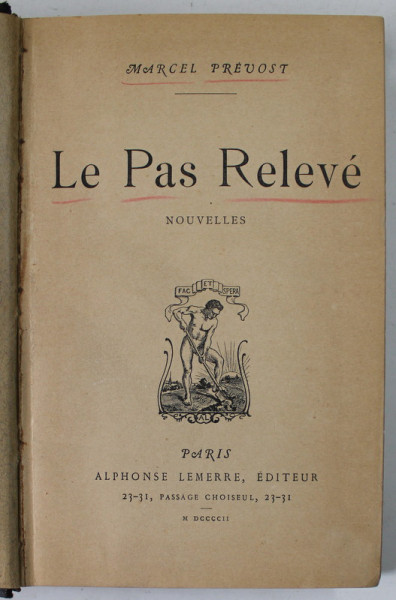 MARCEL PRÉVOST
Le Pas Relevé
NOUVELLES
FAC ET SPERA
AL
PARIS
ALPHONSE LEMERRE, ÉDITEUR
23-31, PASSAGE CHOISEUL, 23-31
M DCCCCII